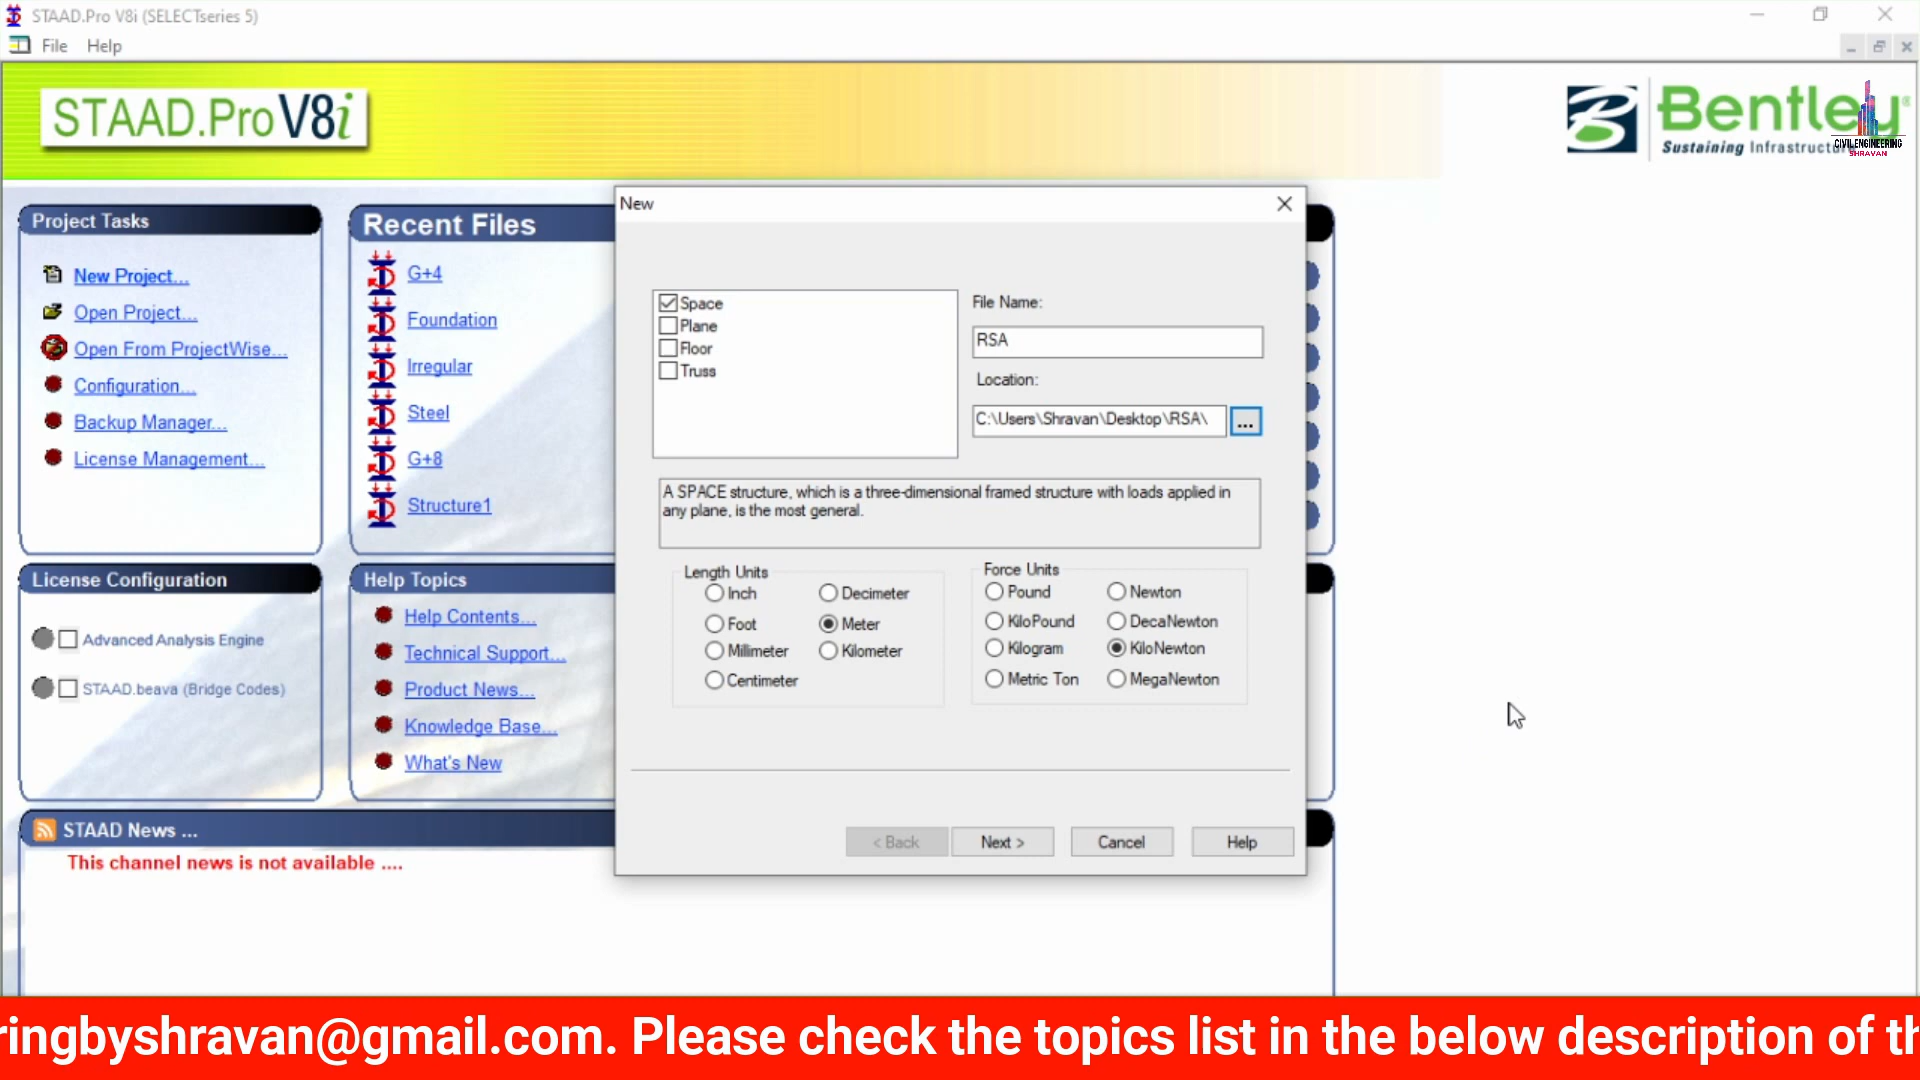 STAAD.Pro V8i (SELECTseries 5)
File Help
STAAD.Pro V8i
Bentley®
Sustaining Infrastructure
CIVIL ENGINEERING
SHRAVAN
Project Tasks
New Project...
Open Project...
Open From ProjectWise...
Configuration...
Backup Manager...
License Management...
Recent Files
G+4
Foundation
Irregular
Steel
G+8
Structure1
License Configuration
Advanced Analysis Engine
STAAD.beava (Bridge Codes)
Help Topics
Help Contents...
Technical Support...
Product News...
Knowledge Base...
What's New
STAAD News ...
This channel news is not available ....
New
Space
Plane
Floor
Truss
File Name:
RSA
Location:
C:\Users\Shravan\Desktop\RSA\
...
A SPACE structure, which is a three-dimensional framed structure with loads applied in
any plane, is the most general.
Length Units
Inch Decimeter
Foot Meter
Millimeter Kilometer
Centimeter
Force Units
Pound Newton
KiloPound DecaNewton
Kilogram KiloNewton
Metric Ton MegaNewton
< Back Next > Cancel Help
ringbyshravan@gmail.com. Please check the topics list in the below description of th